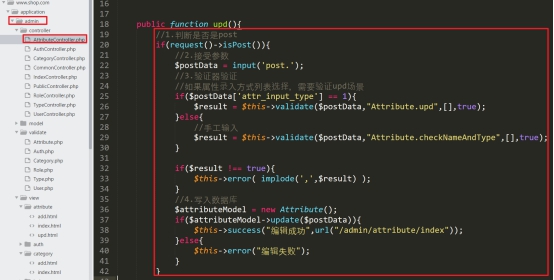 www.shop.com
application
admin
controller
AttributeController.php
AuthController.php
CategoryController.php
CommonController.php
IndexController.php
PublicController.php
RoleController.php
TypeController.php
UserController.php
model
validate
Attribute.php
Auth.php
Category.php
Role.php
Type.php
User.php
view
attribute
add.html
index.html
upd.html
auth
category
add.html
index.html
16
17
18 public function upd(){
19 //1.判断是否是post
20 if(request()->isPost()){
21 //2.接受参数
22 $postData = input('post.');
23 //3.验证器验证
24 //如果属性录入方式列表选择，需要验证upd场景
25 if($postData['attr_input_type'] == 1){
26 $result = $this->validate($postData,"Attribute.upd",[],true);
27 }else{
28 //手工输入
29 $result = $this->validate($postData,"Attribute.checkNameAndType",[],true);
30 }
31
32 if($result !== true){
33 $this->error( implode(',',$result) );
34 }
35 //4.写入数据库
36 $attributeModel = new Attribute();
37 if($attributeModel->update($postData)){
38 $this->success("编辑成功",url("/admin/attribute/index"));
39 }else{
40 $this->error("编辑失败");
41 }
42 }